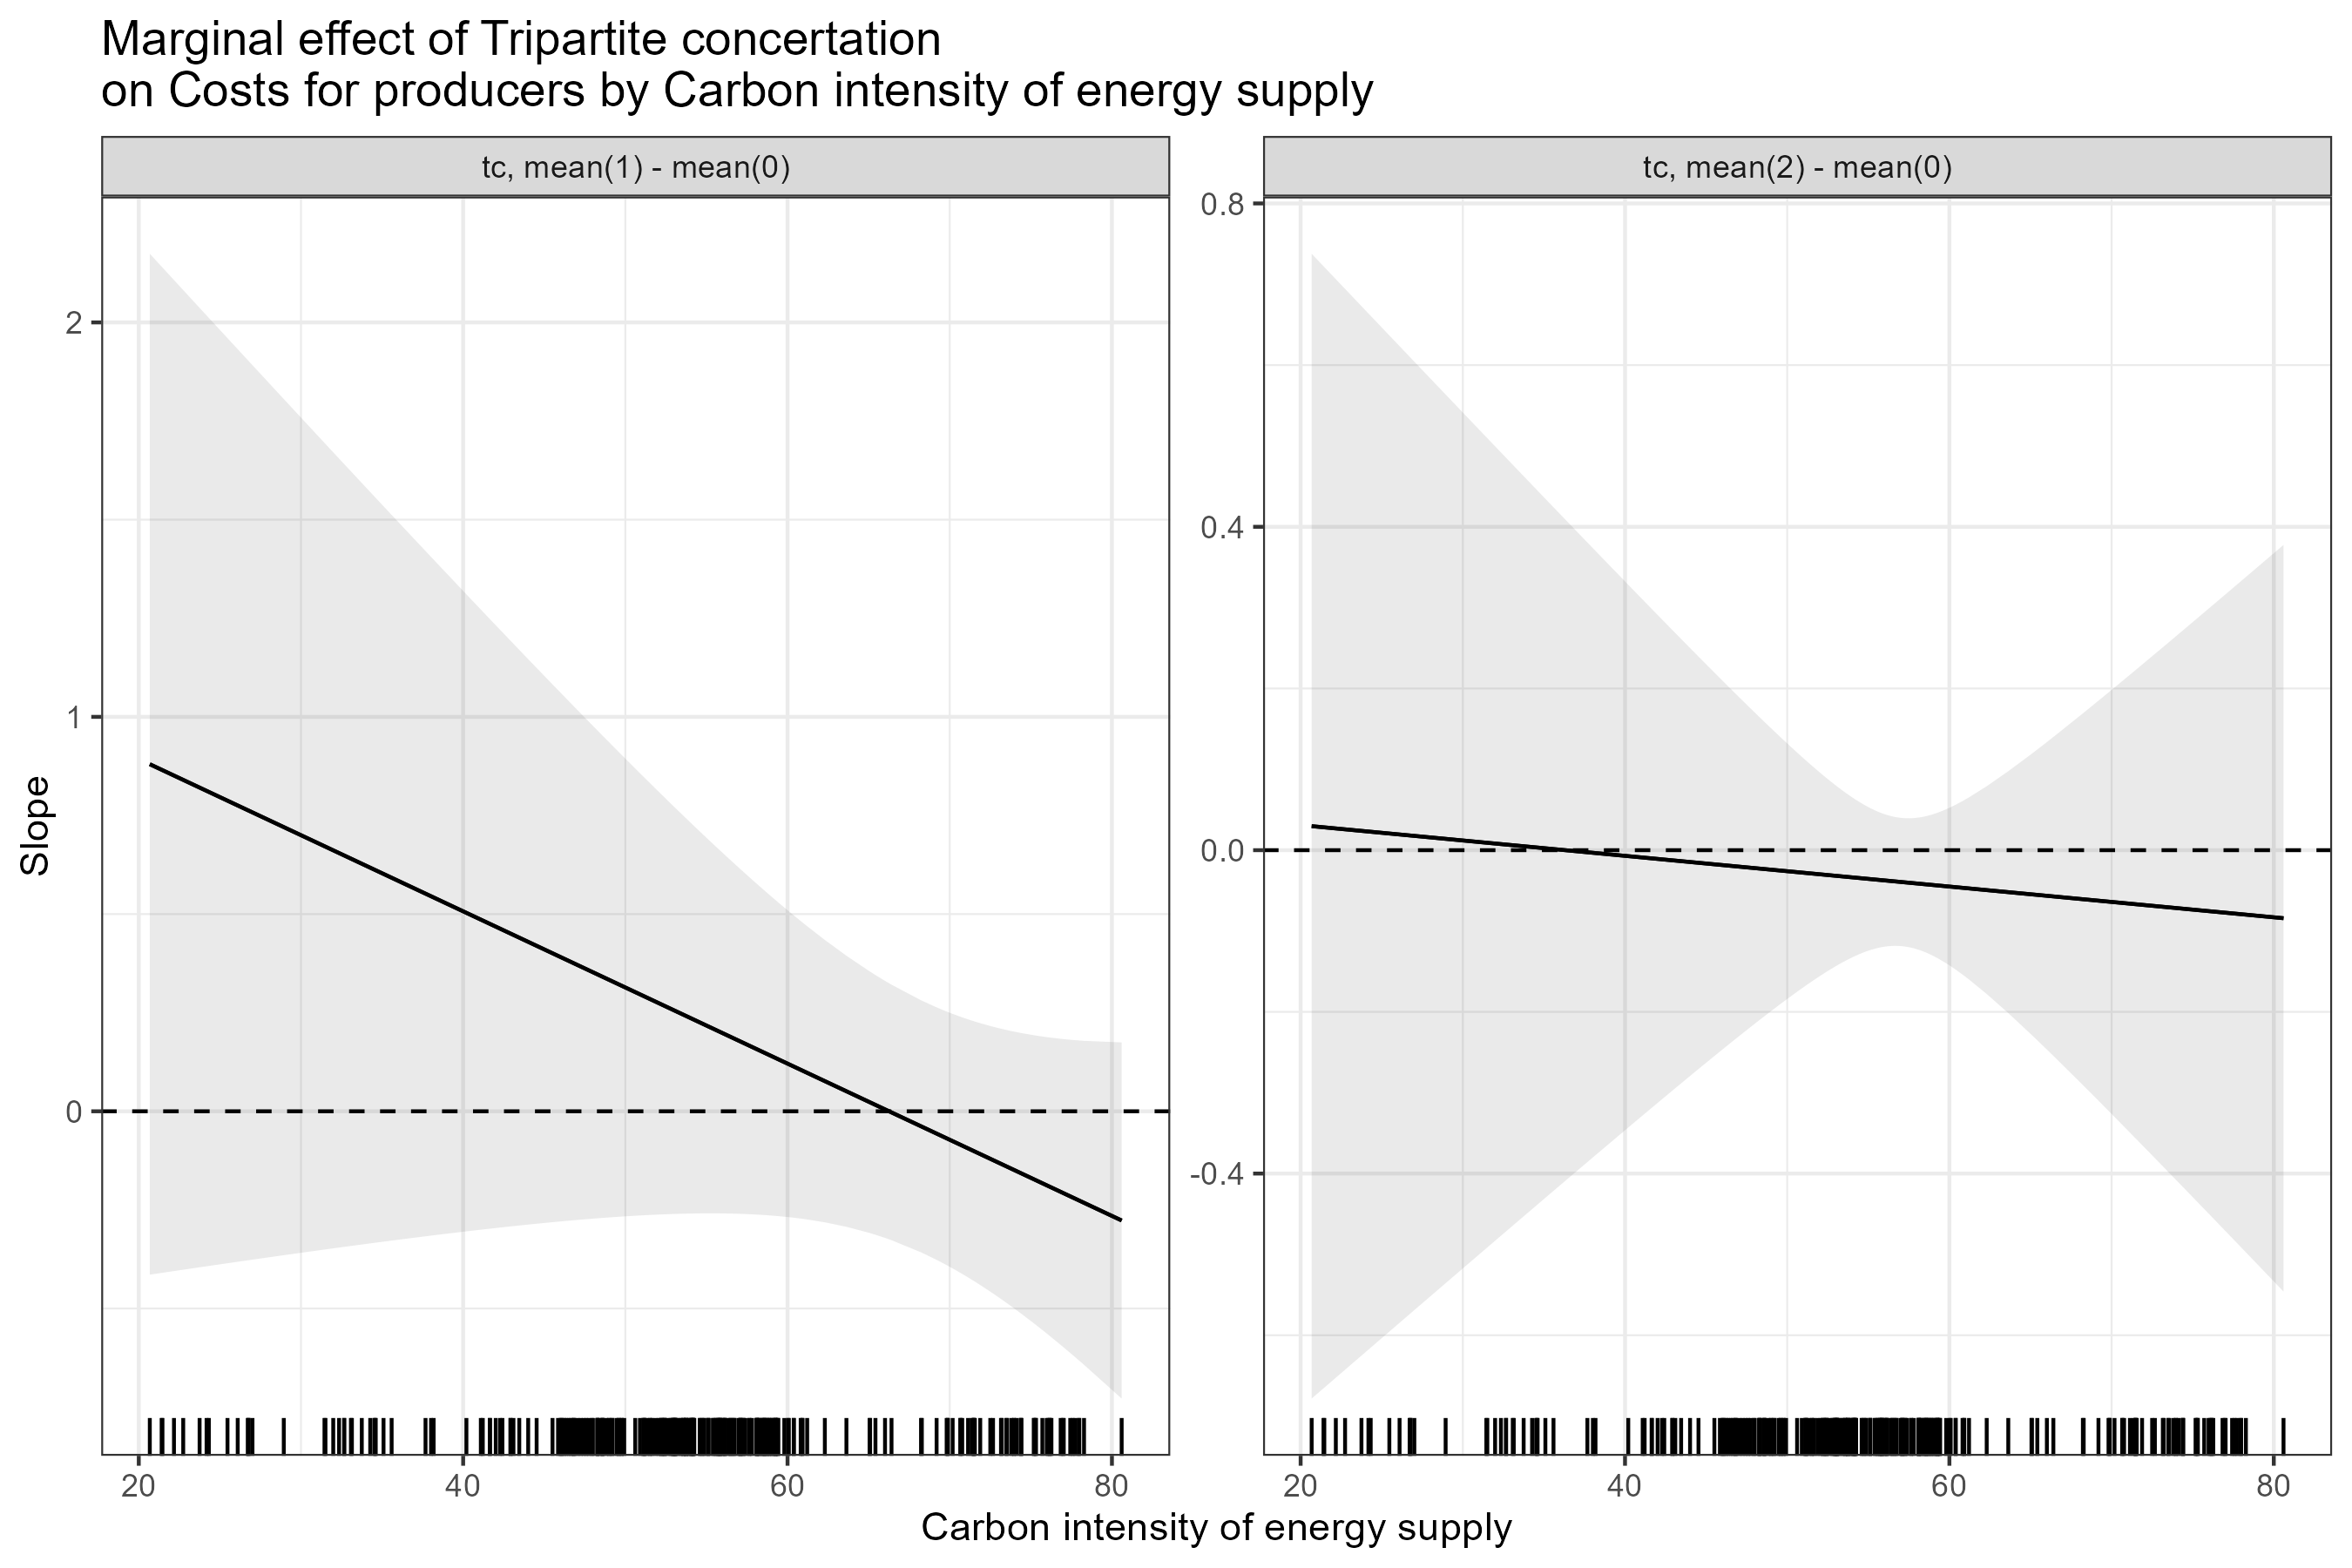 Marginal effect of Tripartite concertation
on Costs for producers by Carbon intensity of energy supply
tc, mean(1) - mean(0)
tc, mean(2) - mean(0)
Slope
2
1
0
0.8
0.4
0.0
-0.4
20
40
60
80
20
40
60
80
Carbon intensity of energy supply